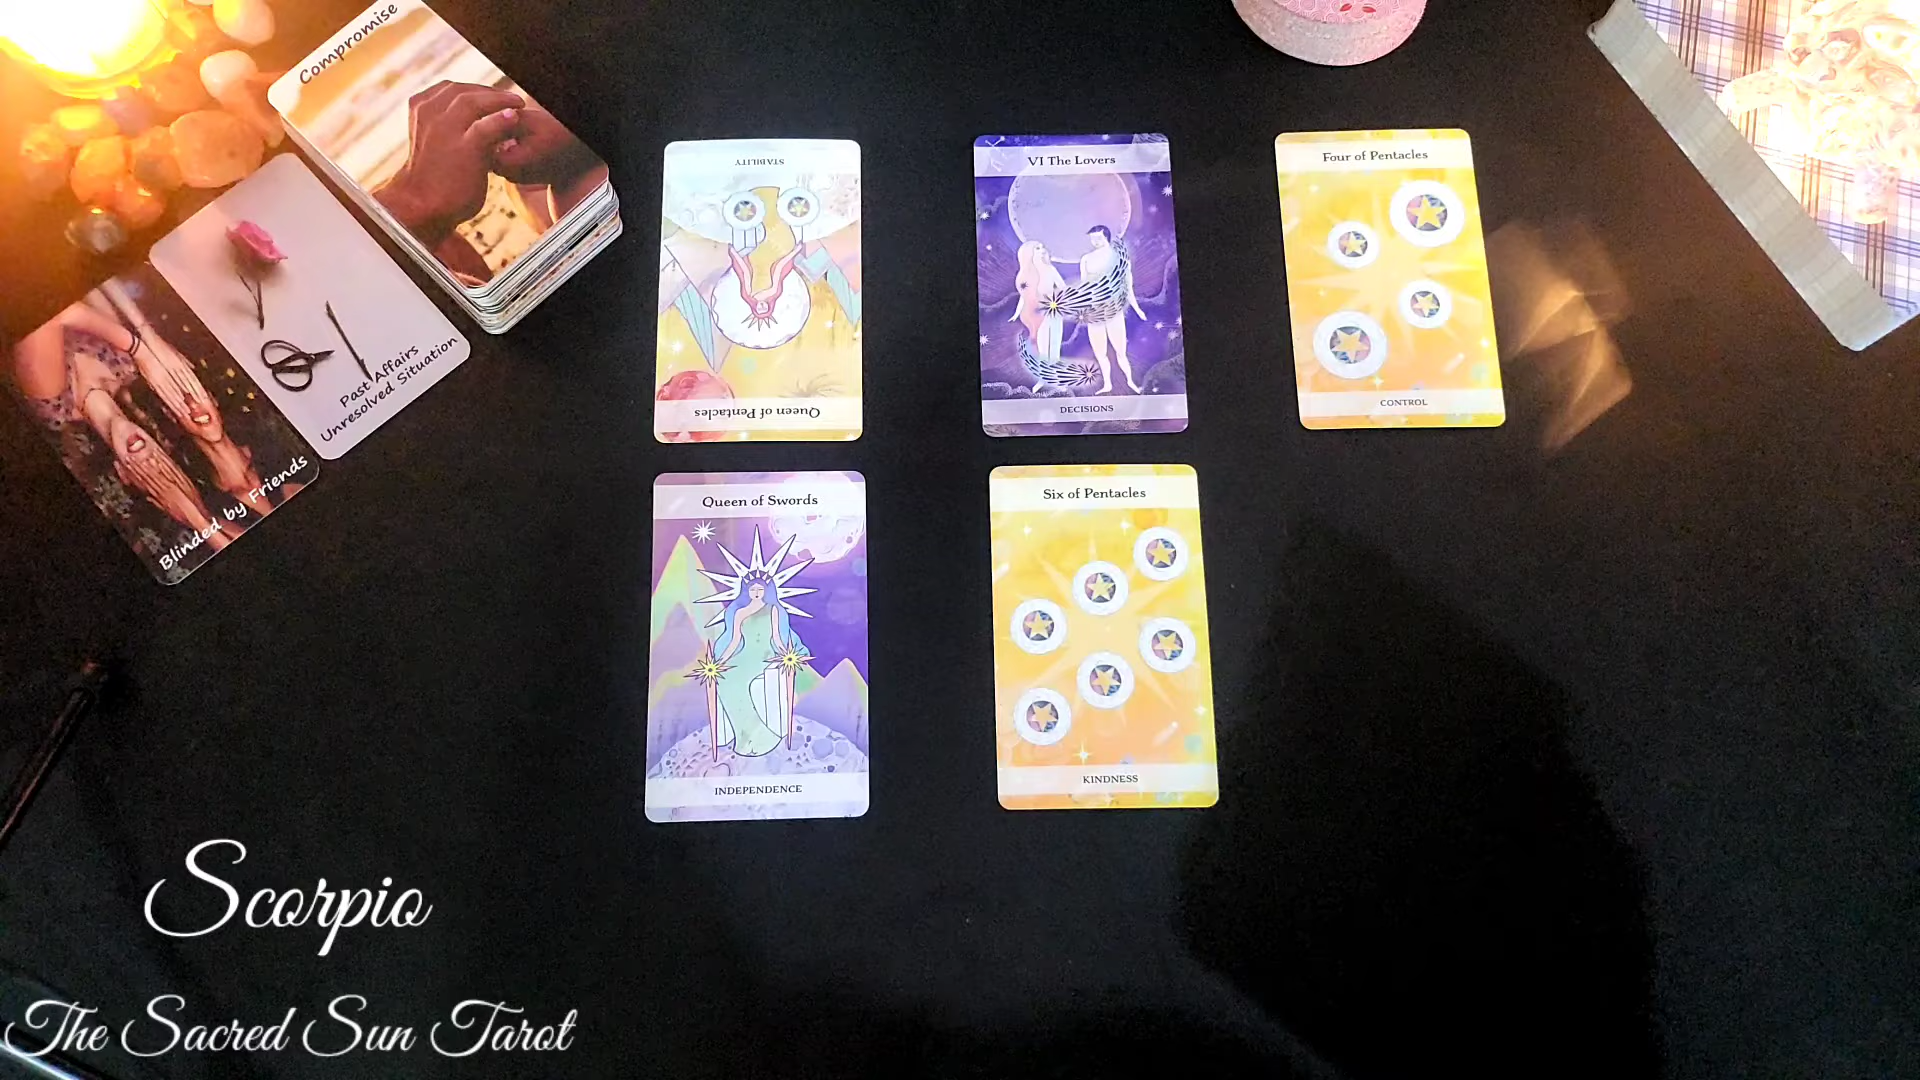 Compromise
Past Affairs
Unresolved Situation
Blinded by Friends
STABILITY
Queen of Pentacles
VI The Lovers
DECISIONS
Four of Pentacles
CONTROL
Queen of Swords
INDEPENDENCE
Six of Pentacles
KINDNESS
Scorpio
The Sacred Sun Tarot